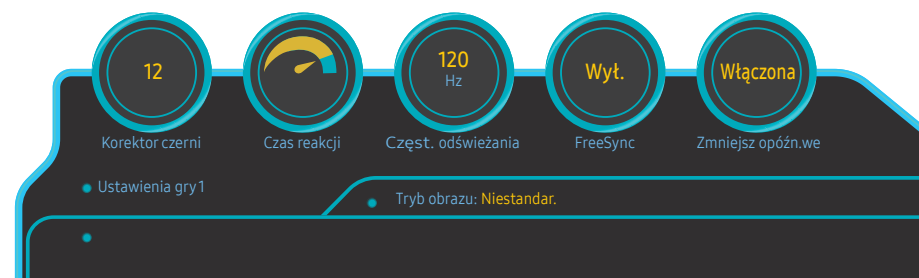 12
120
Hz
Wył.
Włączona
Korektor czerni
Czas reakcji
Częst. odświeżania
FreeSync
Zmniejsz opóźn.we
Ustawienia gry1
Tryb obrazu: Niestandar.